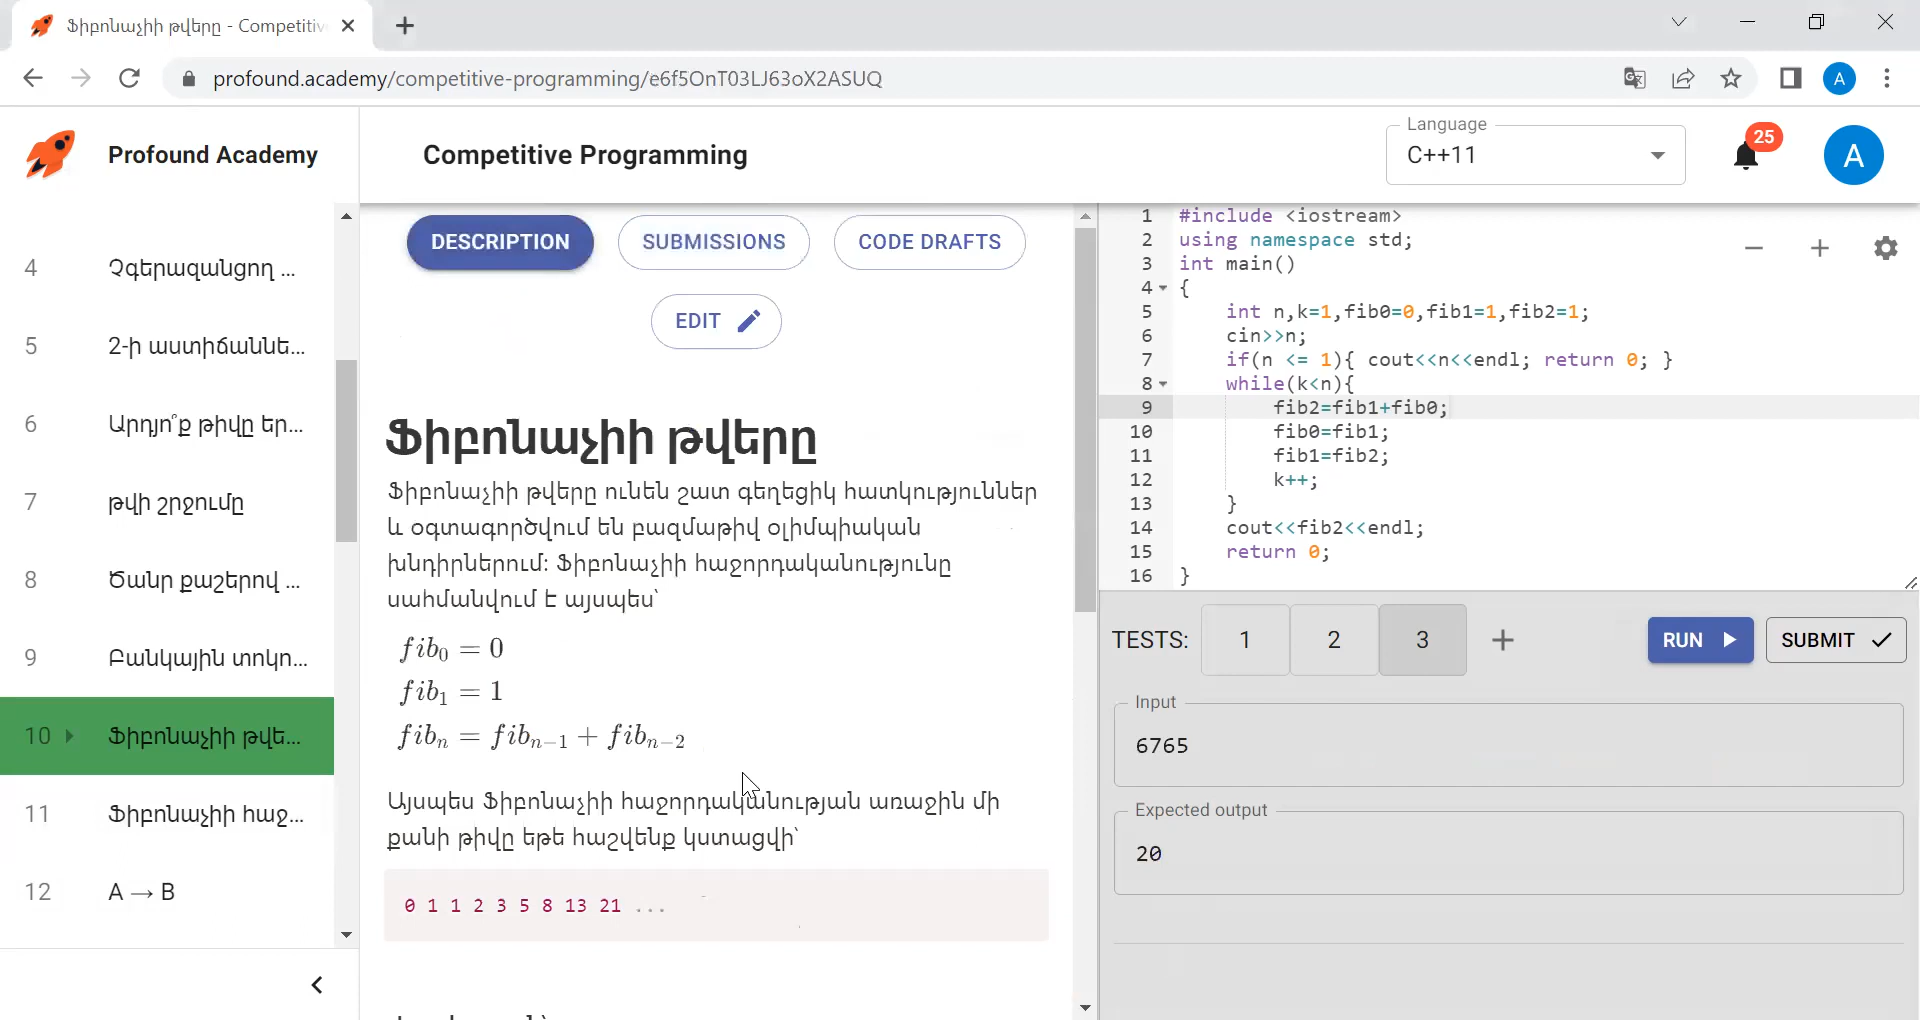 Ֆիբոնաչիի թվերը - Competitiv
profound.academy/competitive-programming/e6f5OnT03LJ63oX2ASUQ
A
Profound Academy
Competitive Programming
Language
C++11
25
A
4 Չգերազանցող ...
5 2-ի աստիճաննե...
6 Արդյո՞ք թիվը եր...
7 թվի շրջումը
8 Ծանր քաշերով ...
9 Բանկային տոկո...
10 Ֆիբոնաչիի թվե...
11 Ֆիբոնաչիի հաջ...
12 A → B
DESCRIPTION
SUBMISSIONS
CODE DRAFTS
EDIT
Ֆիբոնաչիի թվերը
Ֆիբոնաչիի թվերը ունեն շատ գեղեցիկ հատկություններ
և օգտագործվում են բազմաթիվ օլիմպիական
խնդիրներում: Ֆիբոնաչիի հաջորդականությունը
սահմանվում է այսպես՝
fib₀ = 0
fib₁ = 1
fibₙ = fibₙ₋₁ + fibₙ₋₂
Այսպես Ֆիբոնաչիի հաջորդականության առաջին մի
քանի թիվը եթե հաշվենք կստացվի՝
0 1 1 2 3 5 8 13 21 ...
1 #include <iostream>
2 using namespace std;
3 int main()
4 {
5 int n,k=1,fib0=0,fib1=1,fib2=1;
6 cin>>n;
7 if(n <= 1){ cout<<n<<endl; return 0; }
8 while(k<n){
9 fib2=fib1+fib0;
10 fib0=fib1;
11 fib1=fib2;
12 k++;
13 }
14 cout<<fib2<<endl;
15 return 0;
16 }
TESTS: 1 2 3 +
RUN
SUBMIT
Input
6765
Expected output
20